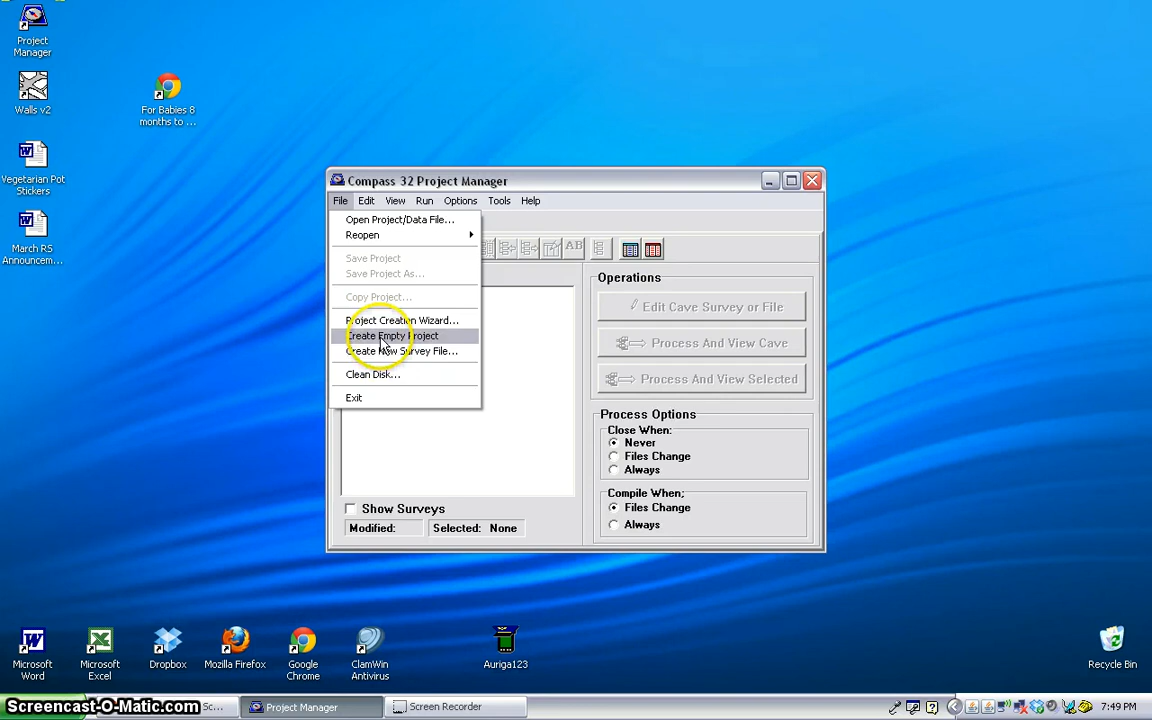 Project
Manager
Walls v2
For Babies 8
months to ...
Vegetarian Pot
Stickers
March RS
Announcem...
Compass 32 Project Manager
File Edit View Run Options Tools Help
Open Project/Data File...
Reopen
Save Project
Save Project As...
Copy Project...
Project Creation Wizard...
Create Empty Project
Create New Survey File...
Clean Disk...
Exit
AB
Operations
Edit Cave Survey or File
Process And View Cave
Process And View Selected
Process Options
Close When:
Never
Files Change
Always
Compile When;
Files Change
Always
Show Surveys
Modified: Selected: None
Microsoft
Word
Microsoft
Excel
Dropbox
Mozilla Firefox
Google
Chrome
ClamWin
Antivirus
Auriga123
Recycle Bin
Screencast-O-Matic.com
Sc...
Project Manager
Screen Recorder
7:49 PM